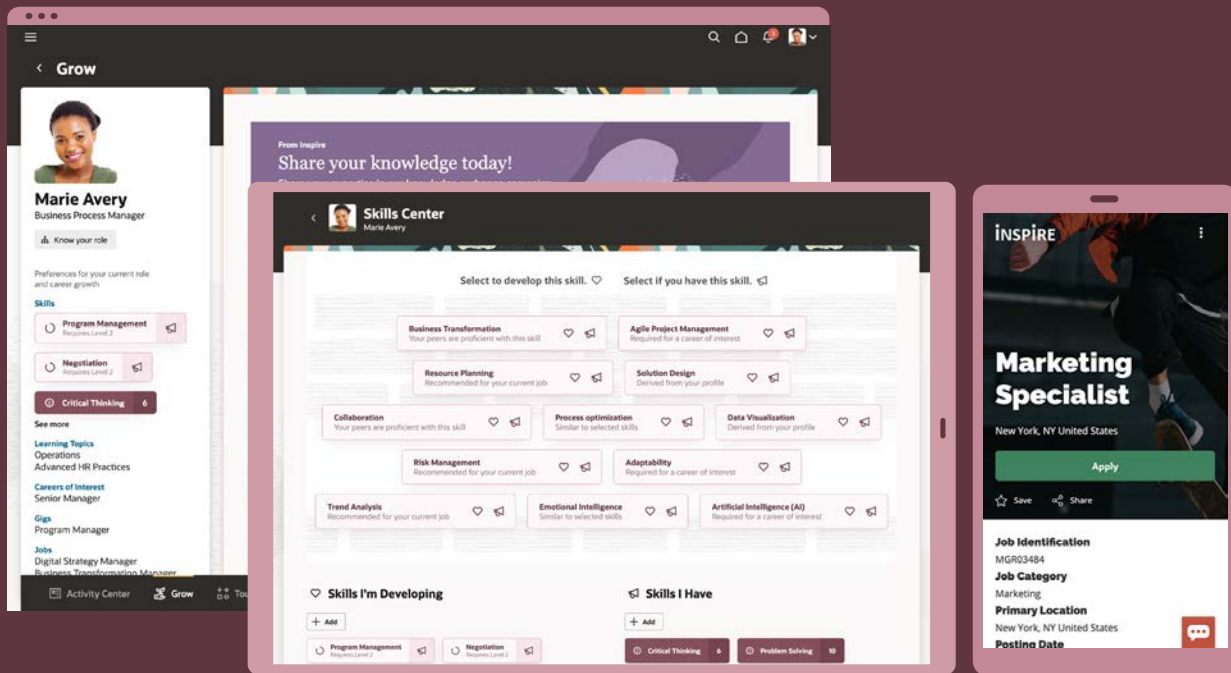 Grow
Marie Avery
Business Process Manager
Know your role
Preferences for your current role
and career growth
Skills
Program Management
Requires Level 2
Negotiation
Requires Level 2
Critical Thinking 6
See more
Learning Topics
Operations
Advanced HR Practices
Careers of Interest
Senior Manager
Gigs
Program Manager
Jobs
Digital Strategy Manager
Business Transformation Manager
Activity Center
Grow
From Inspire
Share your knowledge today!
Skills Center
Marie Avery
Select to develop this skill.
Select if you have this skill.
Business Transformation
Your peers are proficient with this skill
Agile Project Management
Required for a career of interest
Resource Planning
Recommended for your current job
Solution Design
Derived from your profile
Collaboration
Your peers are proficient with this skill
Process optimization
Similar to selected skills
Data Visualization
Derived from your profile
Risk Management
Recommended for your current job
Adaptability
Required for a career of interest
Trend Analysis
Recommended for your current job
Emotional Intelligence
Similar to selected skills
Artificial Intelligence (AI)
Required for a career of interest
Skills I'm Developing
+ Add
Program Management
Requires Level 2
Negotiation
Requires Level 2
Skills I Have
+ Add
Critical Thinking 6
Problem Solving 10
INSPIRE
Marketing
Specialist
New York, NY United States
Apply
Save
Share
Job Identification
MGR03484
Job Category
Marketing
Primary Location
New York, NY United States
Posting Date